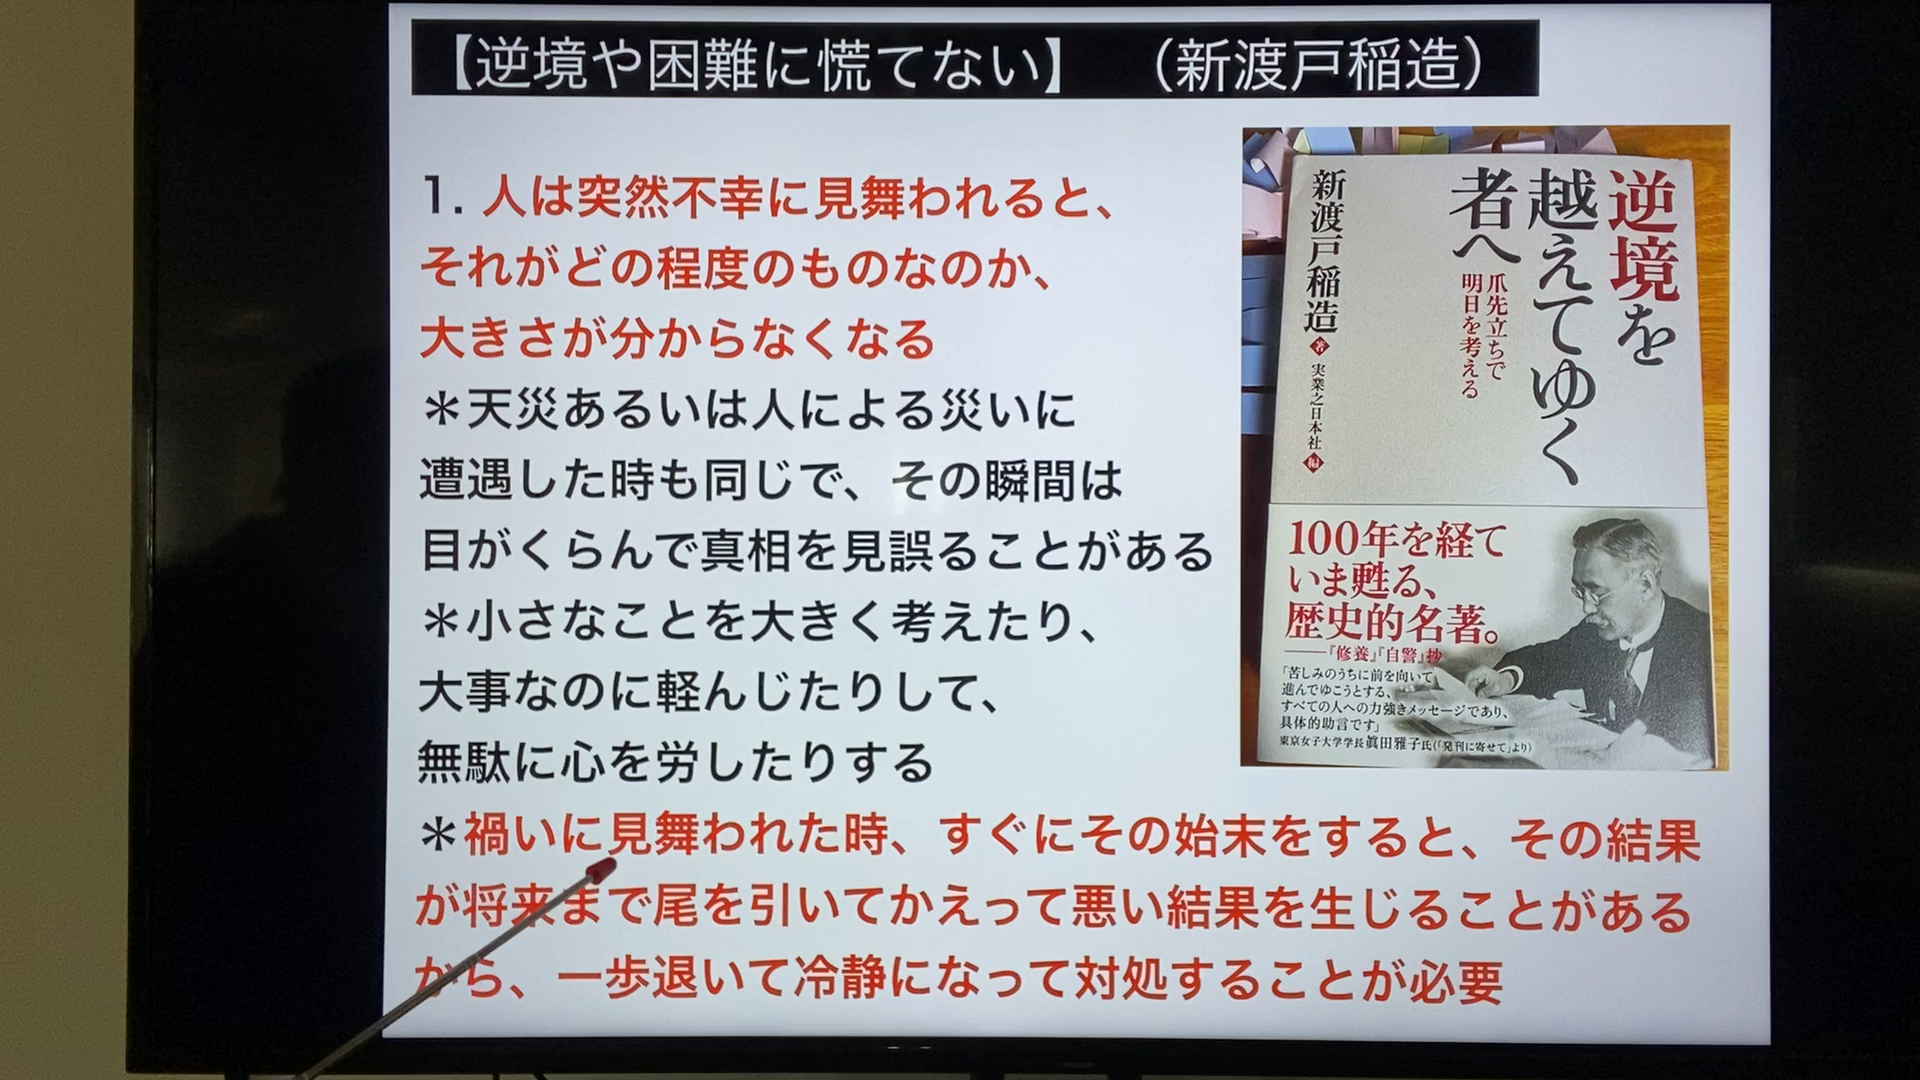 【逆境や困難に慌てない】 （新渡戸稲造）
1. 人は突然不幸に見舞われると、
それがどの程度のものなのか、
大きさが分からなくなる
＊天災あるいは人による災いに
遭遇した時も同じで、その瞬間は
目がくらんで真相を見誤ることがある
＊小さなことを大きく考えたり、
大事なのに軽んじたりして、
無駄に心を労したりする
＊禍いに見舞われた時、すぐにその始末をすると、その結果
が将来まで尾を引いてかえって悪い結果を生じることがある
から、一歩退いて冷静になって対処することが必要
逆境を
越えてゆく
者へ
爪先立ちで
明日を考える
新渡戸稲造 著
実業之日本社 編
100年を経て
いま甦る、
歴史的名著。
――『修養』『自警』抄
「苦しみのうちに前を向いて
進んでゆこうとする、
すべての人への力強きメッセージであり、
具体的助言です」
東京女子大学学長 眞田雅子氏(「発刊に寄せて」より)